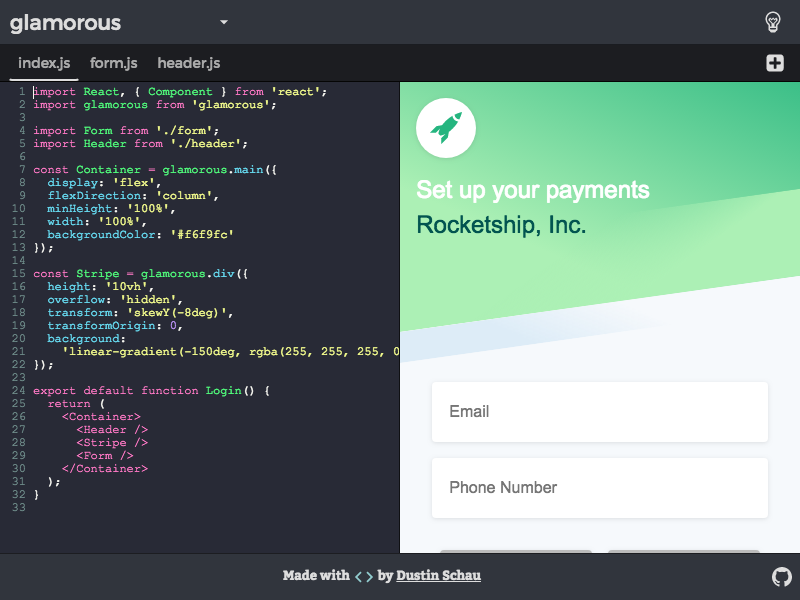 glamorous
index.js form.js header.js
1 import React, { Component } from 'react';
2 import glamorous from 'glamorous';
3
4 import Form from './form';
5 import Header from './header';
6
7 const Container = glamorous.main({
8 display: 'flex',
9 flexDirection: 'column',
10 minHeight: '100%',
11 width: '100%',
12 backgroundColor: '#f6f9fc'
13 });
14
15 const Stripe = glamorous.div({
16 height: '10vh',
17 overflow: 'hidden',
18 transform: 'skewY(-8deg)',
19 transformOrigin: 0,
20 background:
21 'linear-gradient(-150deg, rgba(255, 255, 255, 0
22 });
23
24 export default function Login() {
25 return (
26 <Container>
27 <Header />
28 <Stripe />
29 <Form />
30 </Container>
31 );
32 }
33
Set up your payments
Rocketship, Inc.
Email
Phone Number
Made with < > by Dustin Schau